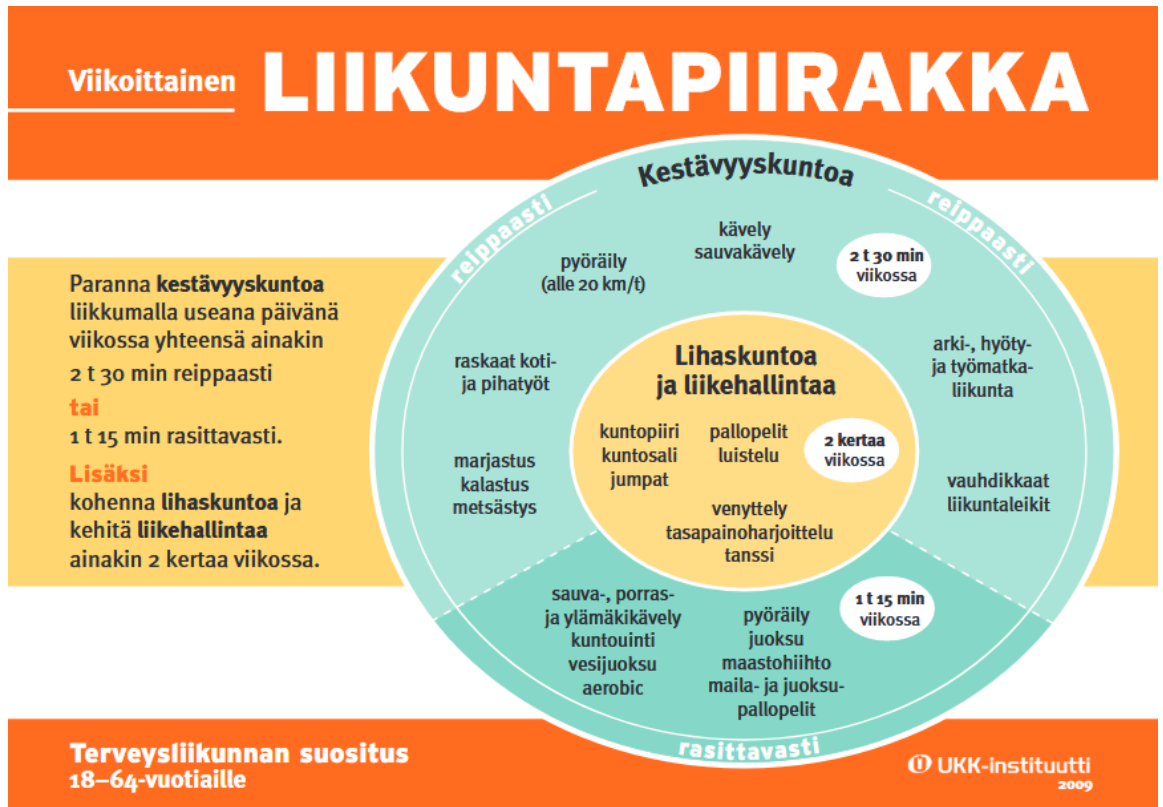 Viikoittainen LIIKUNTAPIIRAKKA
Paranna kestävyyskuntoa
liikkumalla useana päivänä
viikossa yhteensä ainakin
2 t 30 min reippaasti
tai
1 t 15 min rasittavasti.
Lisäksi
kohenna lihaskuntoa ja
kehitä liikehallintaa
ainakin 2 kertaa viikossa.
Kestävyyskuntoa
reippaasti
reippaasti
kävely
sauvakävely
2 t 30 min
viikossa
pyöräily
(alle 20 km/t)
raskaat koti-
ja pihatyöt
arki-, hyöty-
ja työmatka-
liikunta
marjastus
kalastus
metsästys
vauhdikkaat
liikuntaleikit
Lihaskuntoa
ja liikehallintaa
kuntopiiri
kuntosali
jumpat
pallopelit
luistelu
2 kertaa
viikossa
venyttely
tasapainoharjoittelu
tanssi
sauva-, porras-
ja ylämäkikävely
kuntouinti
vesijuoksu
aerobic
pyöräily
juoksu
maastohiihto
maila- ja juoksu-
pallopelit
1 t 15 min
viikossa
rasittavasti
Terveysliikunnan suositus
18–64-vuotiaille
UKK-instituutti
2009